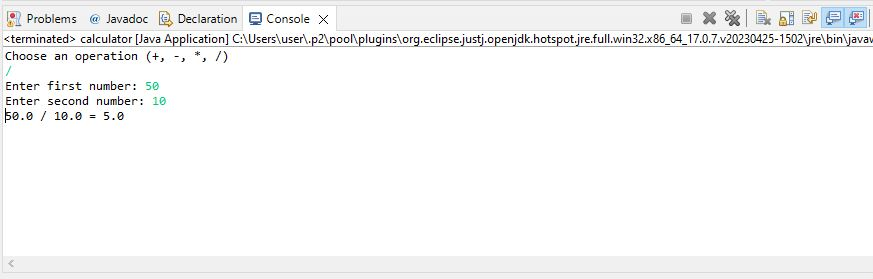 Problems @ Javadoc Declaration Console
<terminated> calculator [Java Application] C:\Users\user\.p2\pool\plugins\org.eclipse.justj.openjdk.hotspot.jre.full.win32.x86_64_17.0.7.v20230425-1502\jre\bin\javaw
Choose an operation (+, -, *, /)
/
Enter first number: 50
Enter second number: 10
50.0 / 10.0 = 5.0